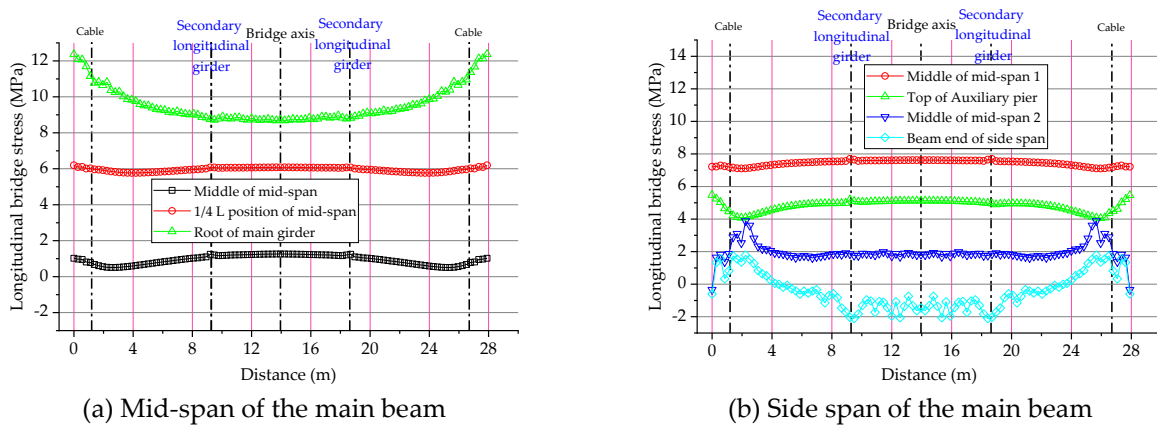 Cable
Secondary
longitudinal
girder
Bridge axis
Secondary
longitudinal
girder
Cable
12
10
8
6
4
2
0
-2
Longitudinal bridge stress (MPa)
Middle of mid-span
1/4 L position of mid-span
Root of main girder
0 4 8 12 16 20 24 28
Distance (m)
(a) Mid-span of the main beam
Cable
Secondary
longitudinal
girder
Bridge axis
Secondary
longitudinal
girder
Cable
14
12
10
8
6
4
2
0
-2
Longitudinal bridge stress (MPa)
Middle of mid-span 1
Top of Auxiliary pier
Middle of mid-span 2
Beam end of side span
0 4 8 12 16 20 24 28
Distance (m)
(b) Side span of the main beam